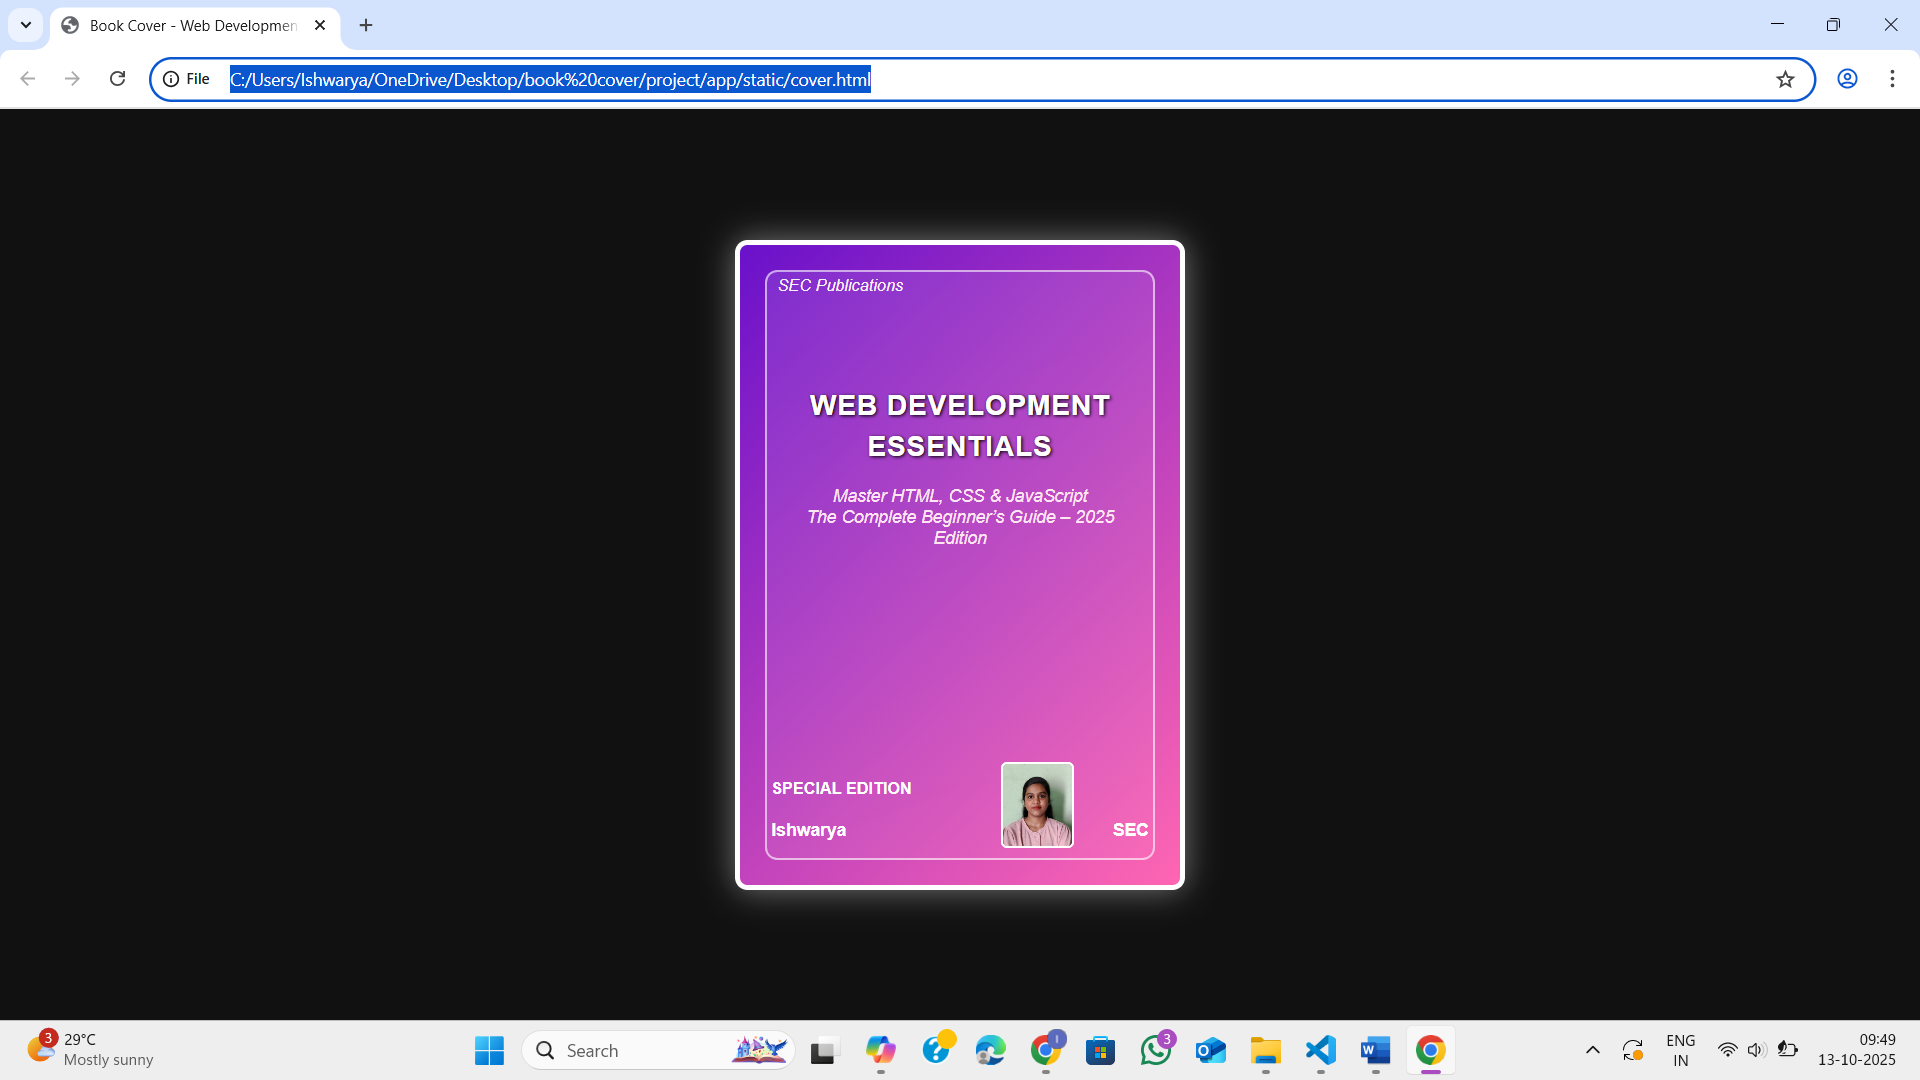 Book Cover - Web Developmen
File
C:/Users/Ishwarya/OneDrive/Desktop/book%20cover/project/app/static/cover.html
SEC Publications
WEB DEVELOPMENT
ESSENTIALS
Master HTML, CSS & JavaScript
The Complete Beginner’s Guide – 2025
Edition
SPECIAL EDITION
Ishwarya
SEC
3
29°C
Mostly sunny
Search
I
3
W
ENG
IN
09:49
13-10-2025